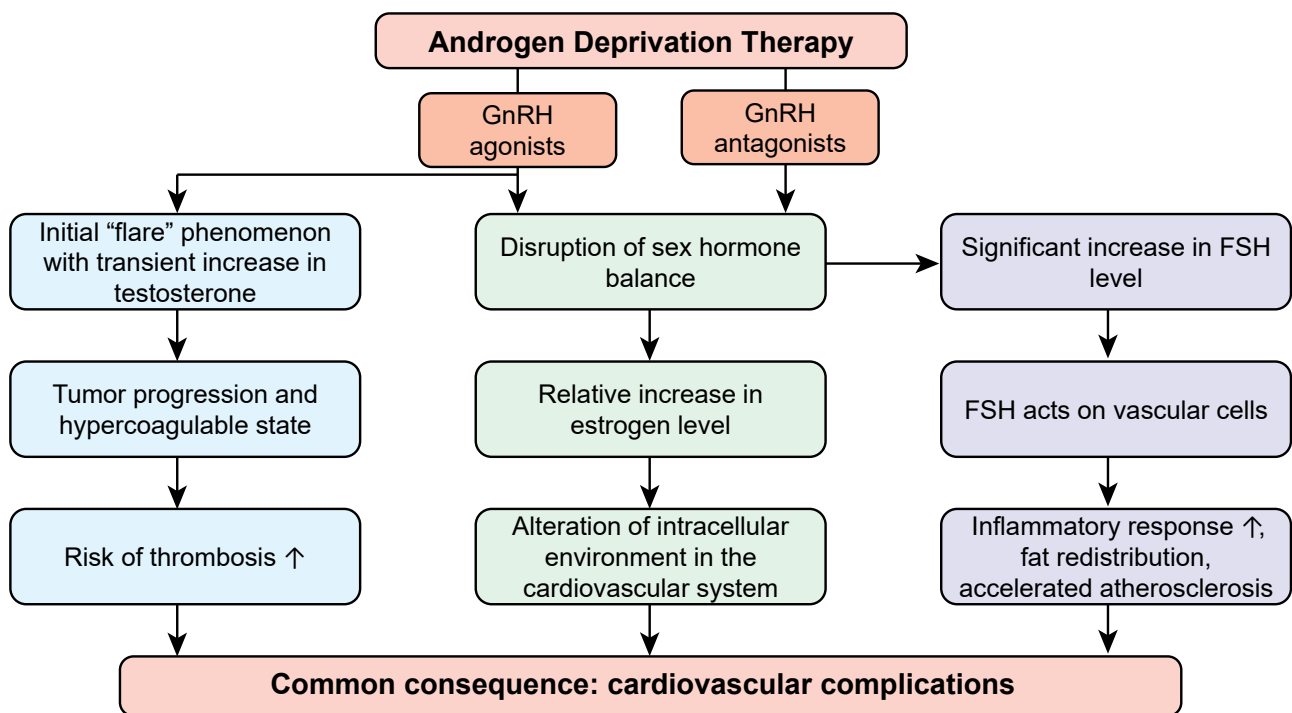 Androgen Deprivation Therapy
GnRH
agonists
GnRH
antagonists
Initial “flare” phenomenon
with transient increase in
testosterone
Disruption of sex hormone
balance
Significant increase in FSH
level
Tumor progression and
hypercoagulable state
Relative increase in
estrogen level
FSH acts on vascular cells
Risk of thrombosis ↑
Alteration of intracellular
environment in the
cardiovascular system
Inflammatory response ↑,
fat redistribution,
accelerated atherosclerosis
Common consequence: cardiovascular complications